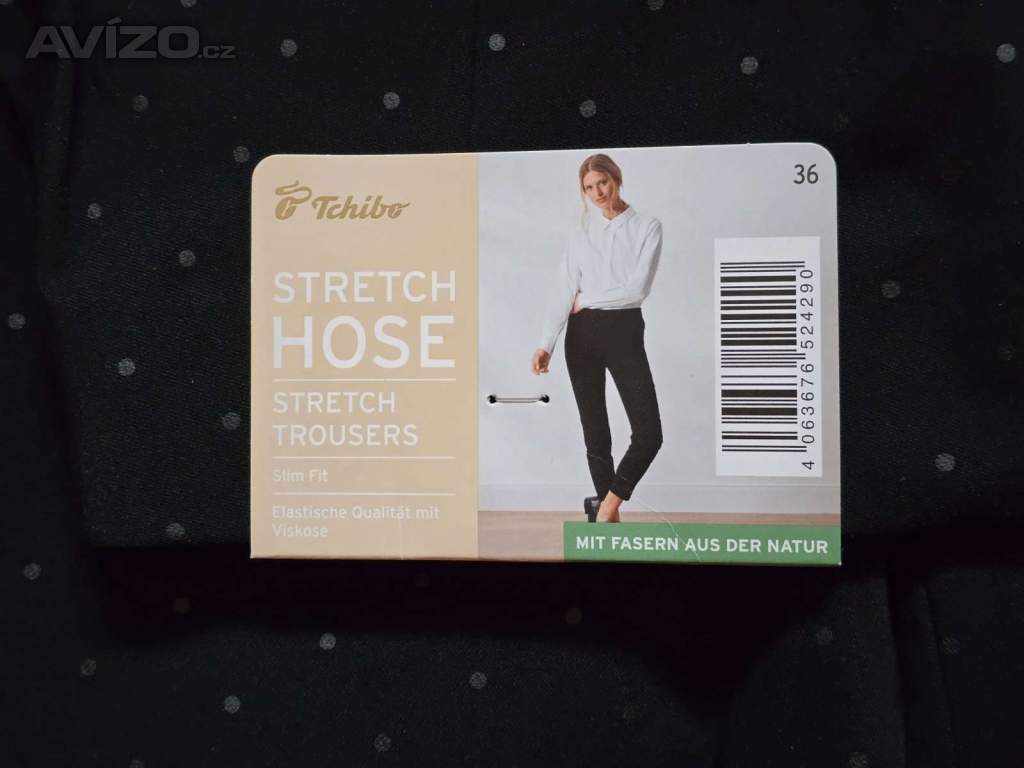 AVÍZO.cz
Tchibo
STRETCH
HOSE
STRETCH
TROUSERS
Slim Fit
Elastische Qualität mit
Viskose
36
4 063676 524290
MIT FASERN AUS DER NATUR